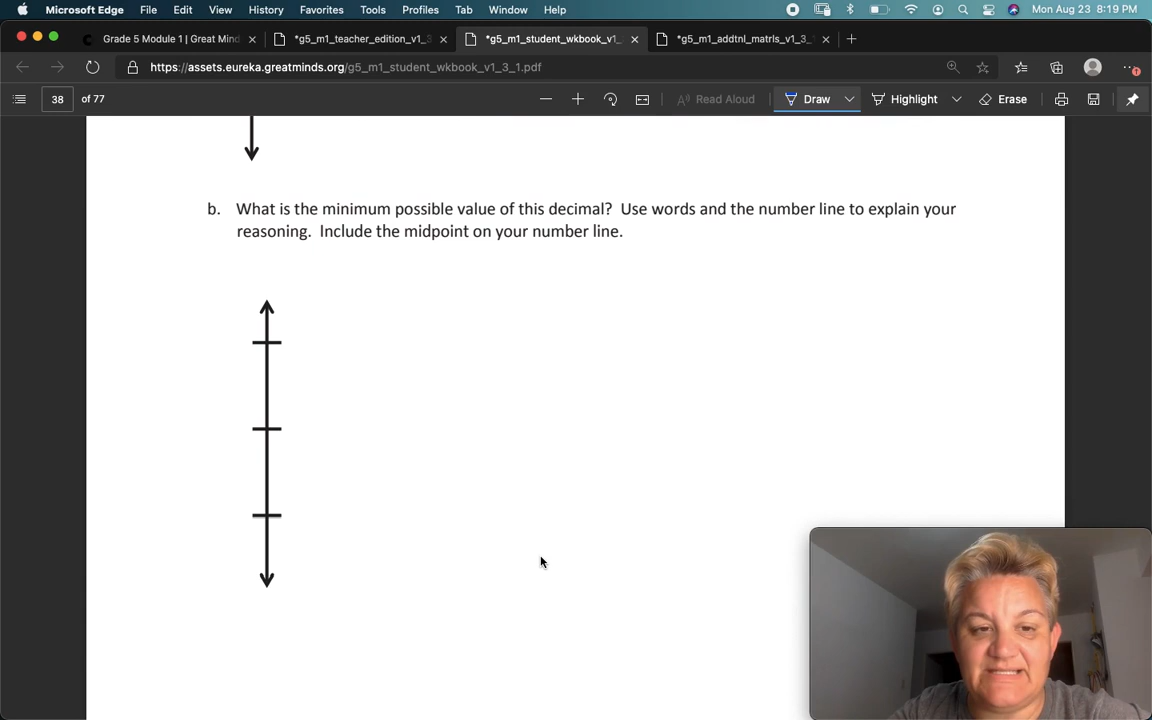 Microsoft Edge File Edit View History Favorites Tools Profiles Tab Window Help Mon Aug 23 8:19 PM
Grade 5 Module 1 | Great Mind *g5_m1_teacher_edition_v1_3 *g5_m1_student_wkbook_v1_ *g5_m1_addtnl_matrls_v1_3_
https://assets.eureka.greatminds.org/g5_m1_student_wkbook_v1_3_1.pdf
38 of 77 Read Aloud Draw Highlight Erase
b. What is the minimum possible value of this decimal? Use words and the number line to explain your
reasoning. Include the midpoint on your number line.